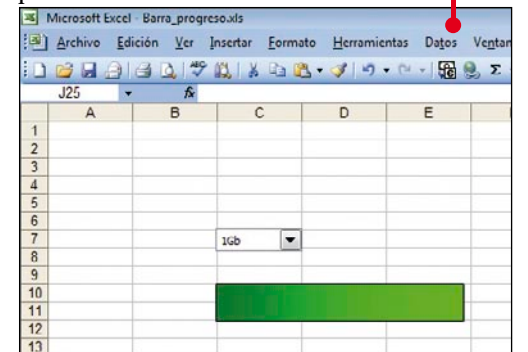 Microsoft Excel - Barra_progreso.xls
Archivo Edición Ver Insertar Formato Herramientas Datos Ventan
J25 fx
A B C D E
1
2
3
4
5
6
7 1Gb
8
9
10
11
12
13